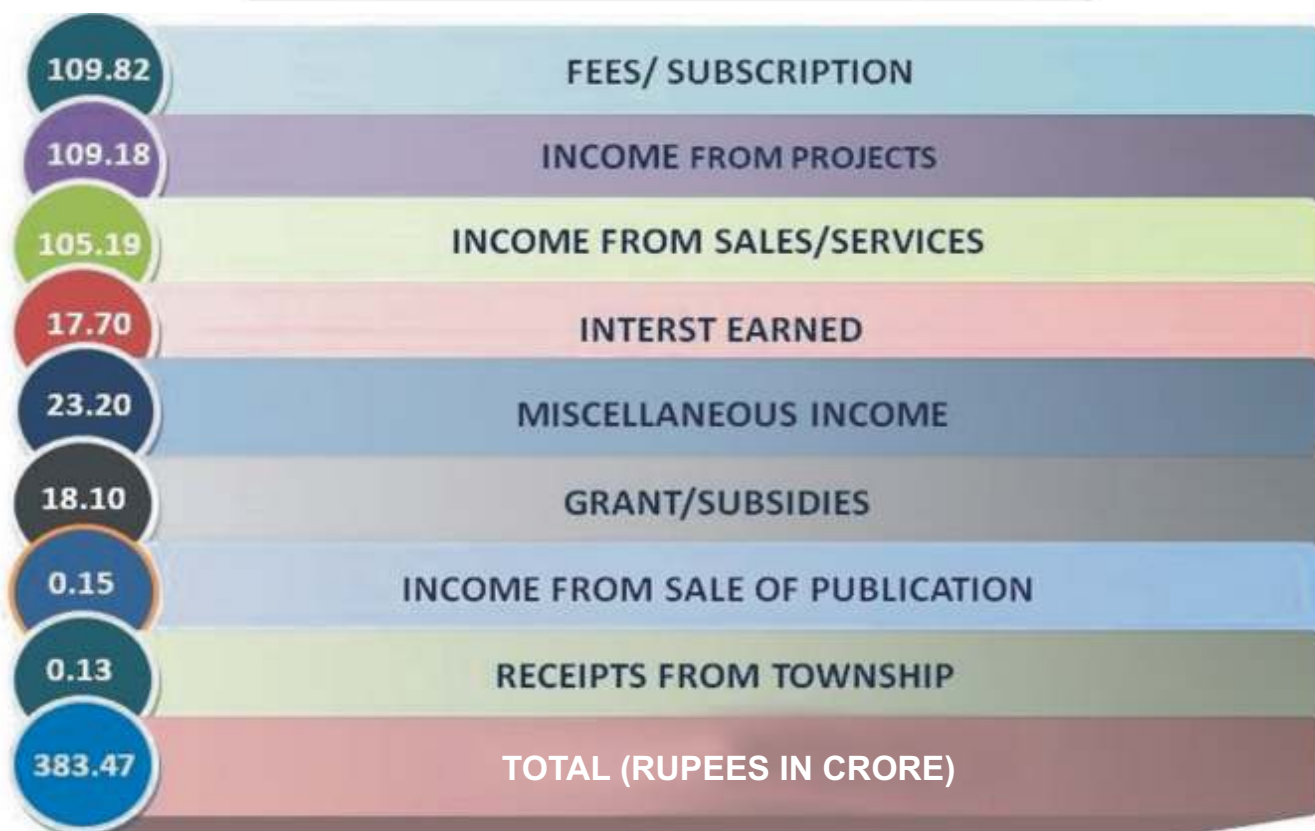 109.82 FEES/ SUBSCRIPTION
109.18 INCOME FROM PROJECTS
105.19 INCOME FROM SALES/SERVICES
17.70 INTERST EARNED
23.20 MISCELLANEOUS INCOME
18.10 GRANT/SUBSIDIES
0.15 INCOME FROM SALE OF PUBLICATION
0.13 RECEIPTS FROM TOWNSHIP
383.47 TOTAL (RUPEES IN CRORE)